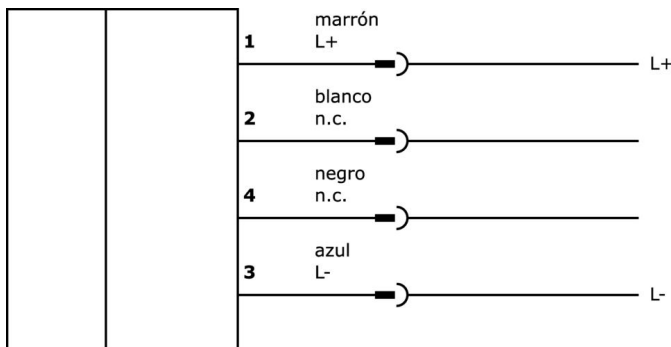 marrón
1 L+
L+
blanco
2 n.c.
negro
4 n.c.
azul
3 L-
L-